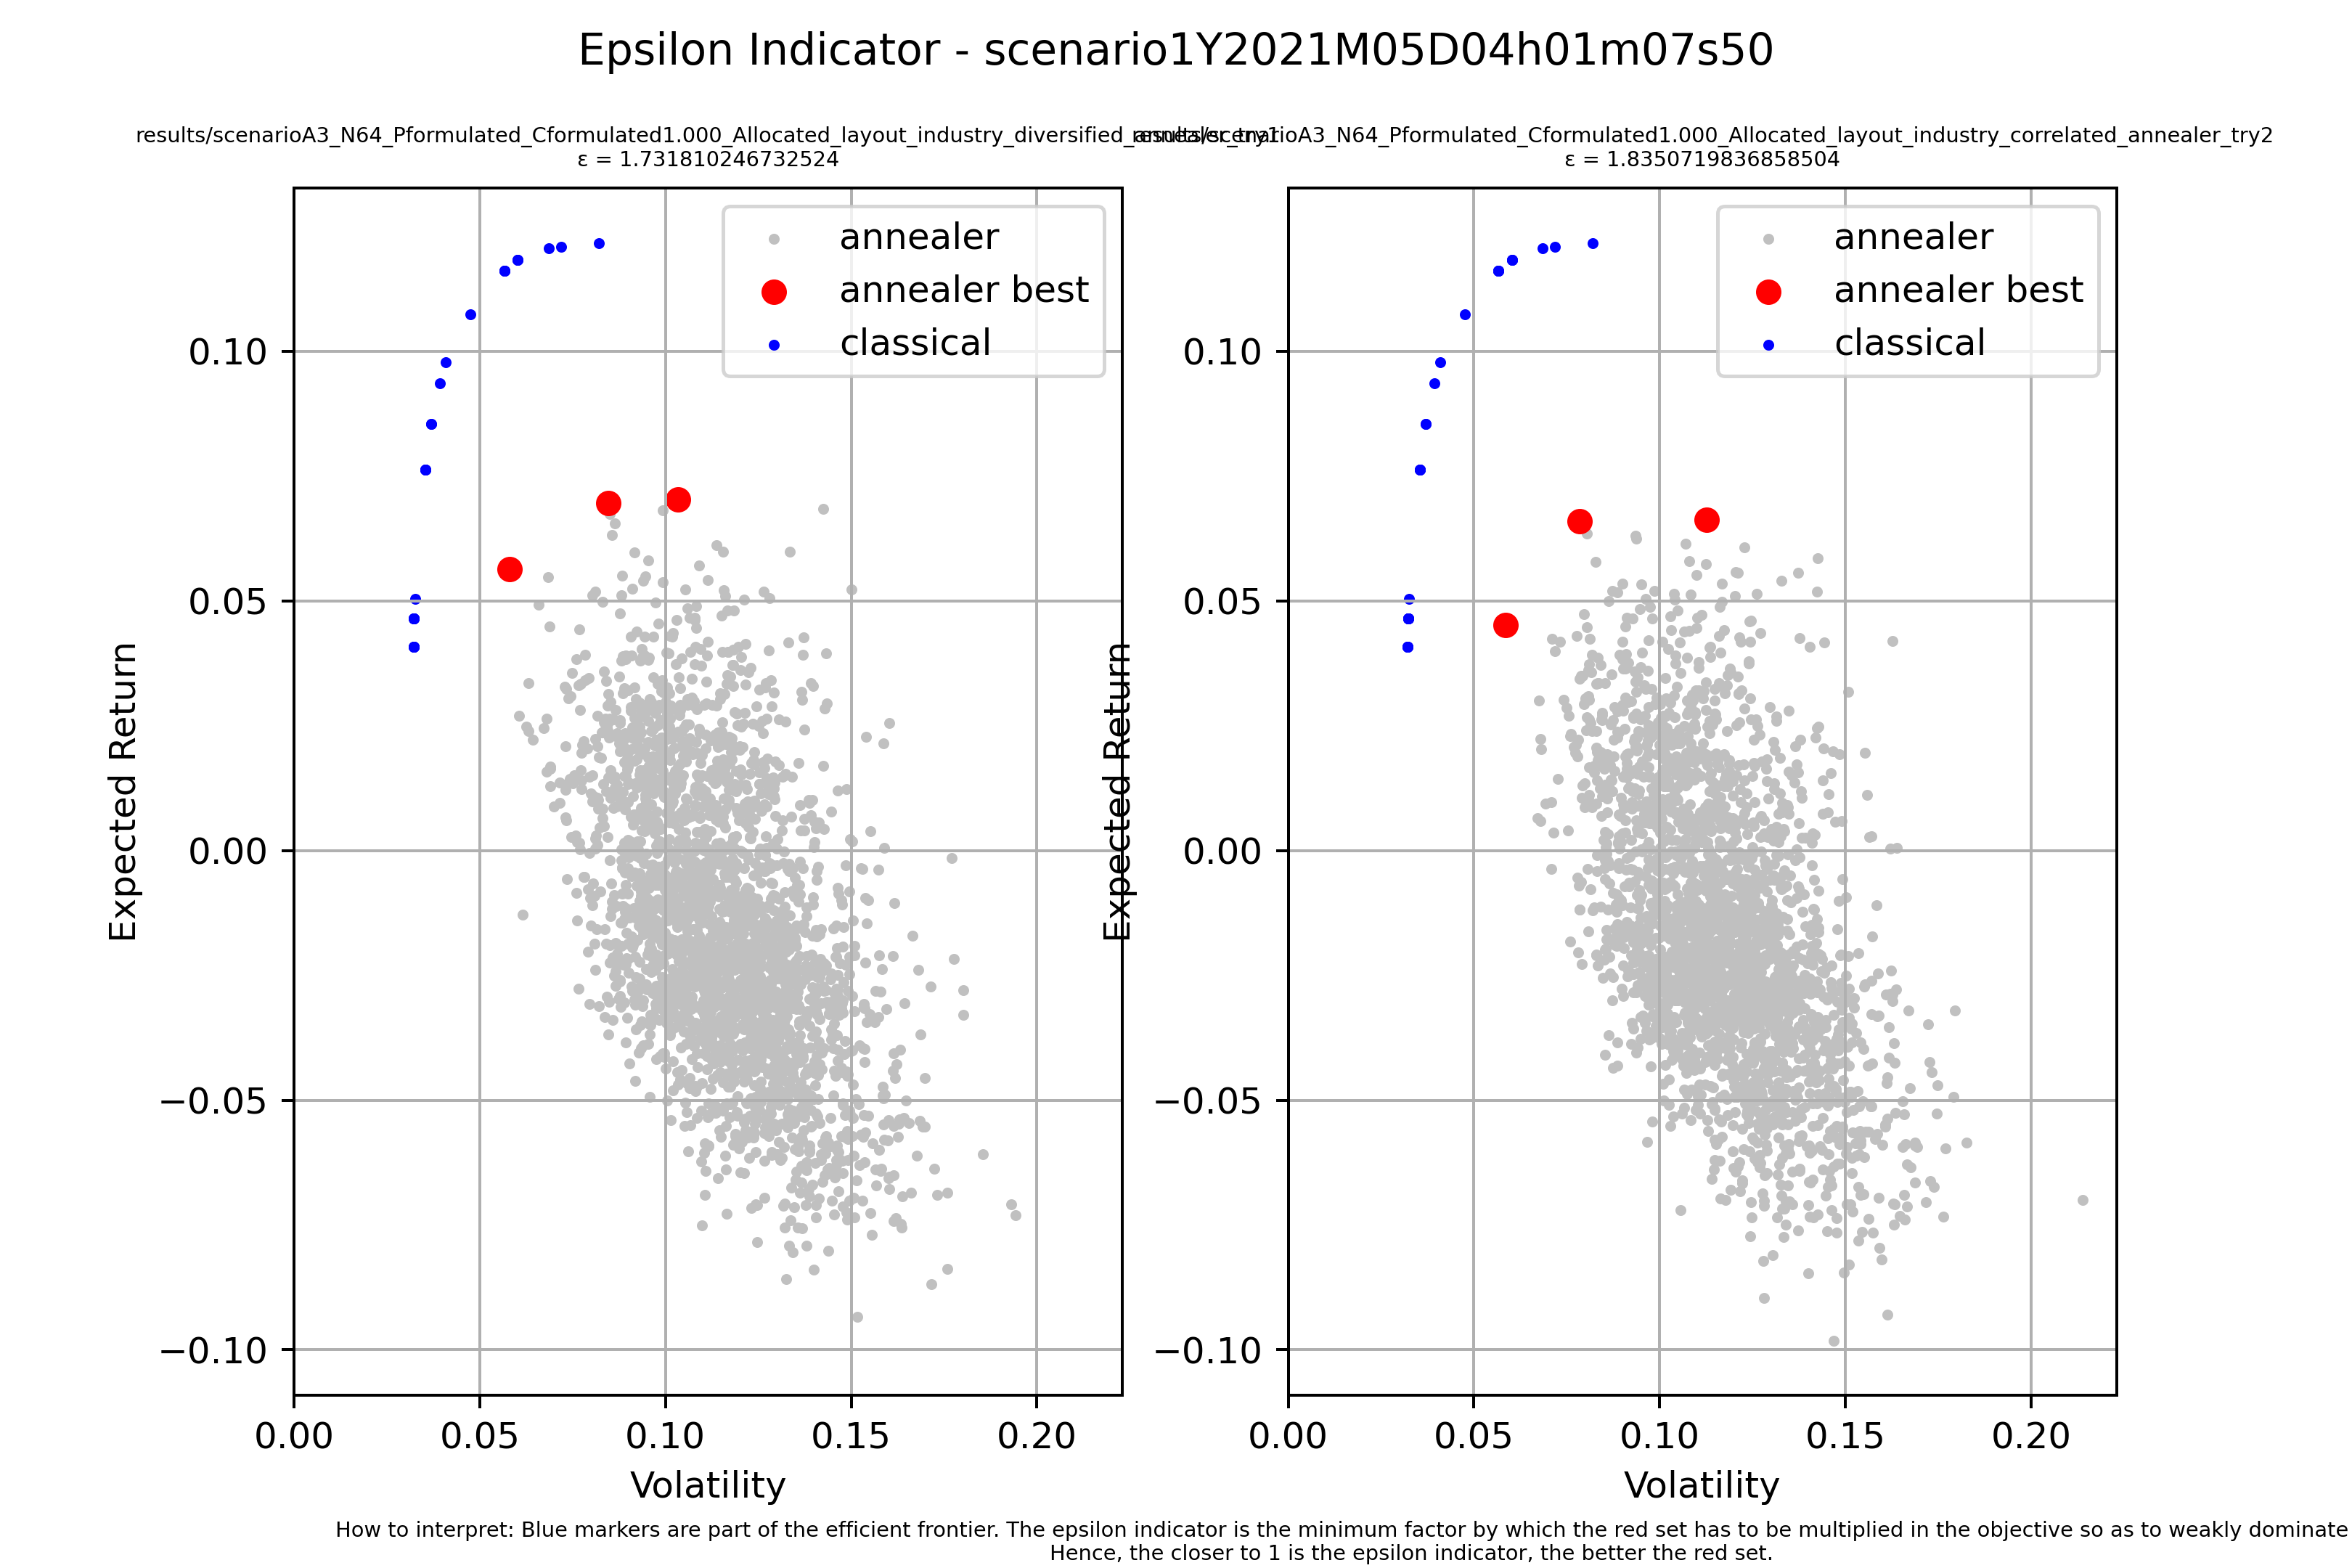 Epsilon Indicator - scenario1Y2021M05D04h01m07s50
results/scenarioA3_N64_Pformulated_Cformulated1.000_Allocated_layout_industry_diversified_annealer_try1
ε = 1.731810246732524
results/scenarioA3_N64_Pformulated_Cformulated1.000_Allocated_layout_industry_correlated_annealer_try2
ε = 1.8350719836858504
annealer
annealer best
classical
0.10
0.05
0.00
−0.05
−0.10
Expected Return
0.00 0.05 0.10 0.15 0.20
Volatility
annealer
annealer best
classical
0.10
0.05
0.00
−0.05
−0.10
Expected Return
0.00 0.05 0.10 0.15 0.20
Volatility
How to interpret: Blue markers are part of the efficient frontier. The epsilon indicator is the minimum factor by which the red set has to be multiplied in the objective so as to weakly dominate
Hence, the closer to 1 is the epsilon indicator, the better the red set.